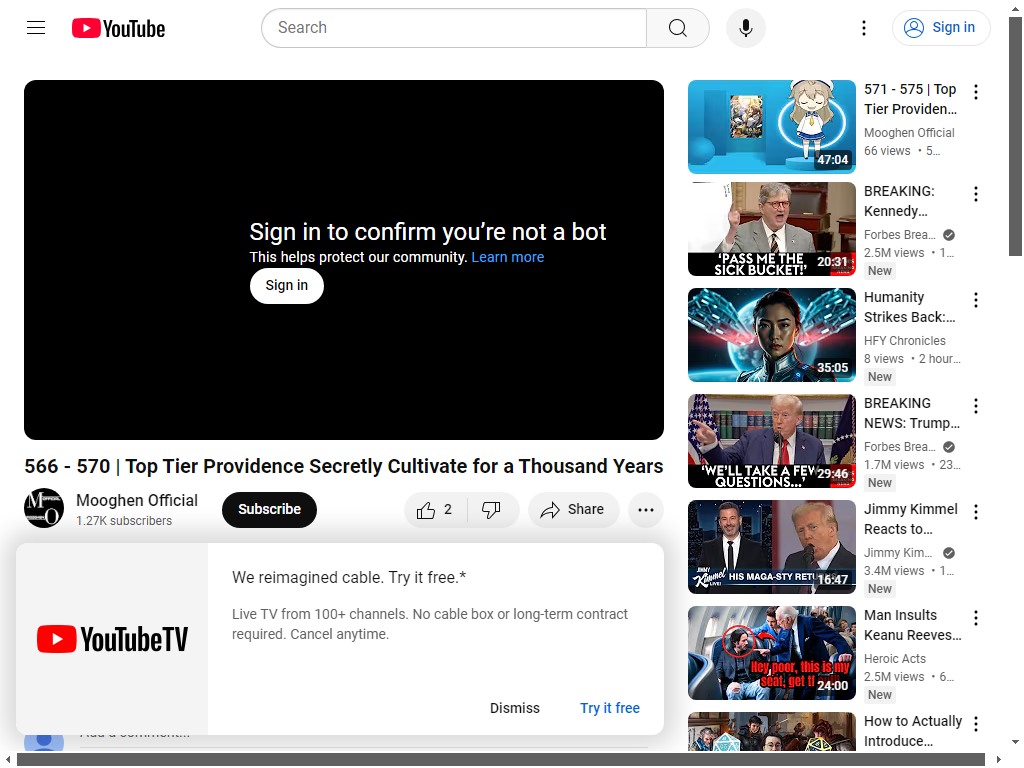 YouTube
Search
Sign in
Sign in to confirm you’re not a bot
This helps protect our community. Learn more
Sign in
566 - 570 | Top Tier Providence Secretly Cultivate for a Thousand Years
Mooghen Official
1.27K subscribers
Subscribe
2
Share
We reimagined cable. Try it free.*
Live TV from 100+ channels. No cable box or long-term contract
required. Cancel anytime.
YouTubeTV
Dismiss
Try it free
Add a comment...
47:04
571 - 575 | Top
Tier Providen...
Mooghen Official
66 views • 5...
‘PASS ME THE
SICK BUCKET!’
20:31
BREAKING:
Kennedy...
Forbes Brea...
2.5M views • 1...
New
35:05
Humanity
Strikes Back:...
HFY Chronicles
8 views • 2 hour...
New
‘WE’LL TAKE A FEW
QUESTIONS...’
29:46
BREAKING
NEWS: Trump...
Forbes Brea...
1.7M views • 23...
New
JIMMY
Kimmel
LIVE!
HIS MAGA-STY RETU
16:47
Jimmy Kimmel
Reacts to...
Jimmy Kim...
3.4M views • 1...
New
Hey poor, this is my
seat, get
24:00
Man Insults
Keanu Reeves...
Heroic Acts
2.5M views • 6...
New
How to Actually
Introduce...